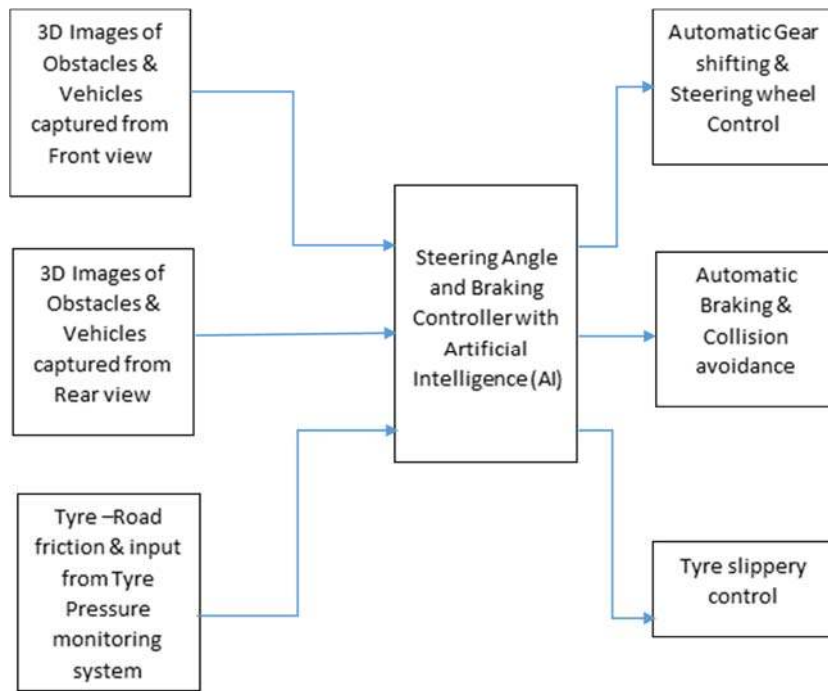 3D Images of
Obstacles &
Vehicles
captured from
Front view
3D Images of
Obstacles &
Vehicles
captured from
Rear view
Tyre –Road
friction & input
from Tyre
Pressure
monitoring
system
Steering Angle
and Braking
Controller with
Artificial
Intelligence (AI)
Automatic Gear
shifting &
Steering wheel
Control
Automatic
Braking &
Collision
avoidance
Tyre slippery
control